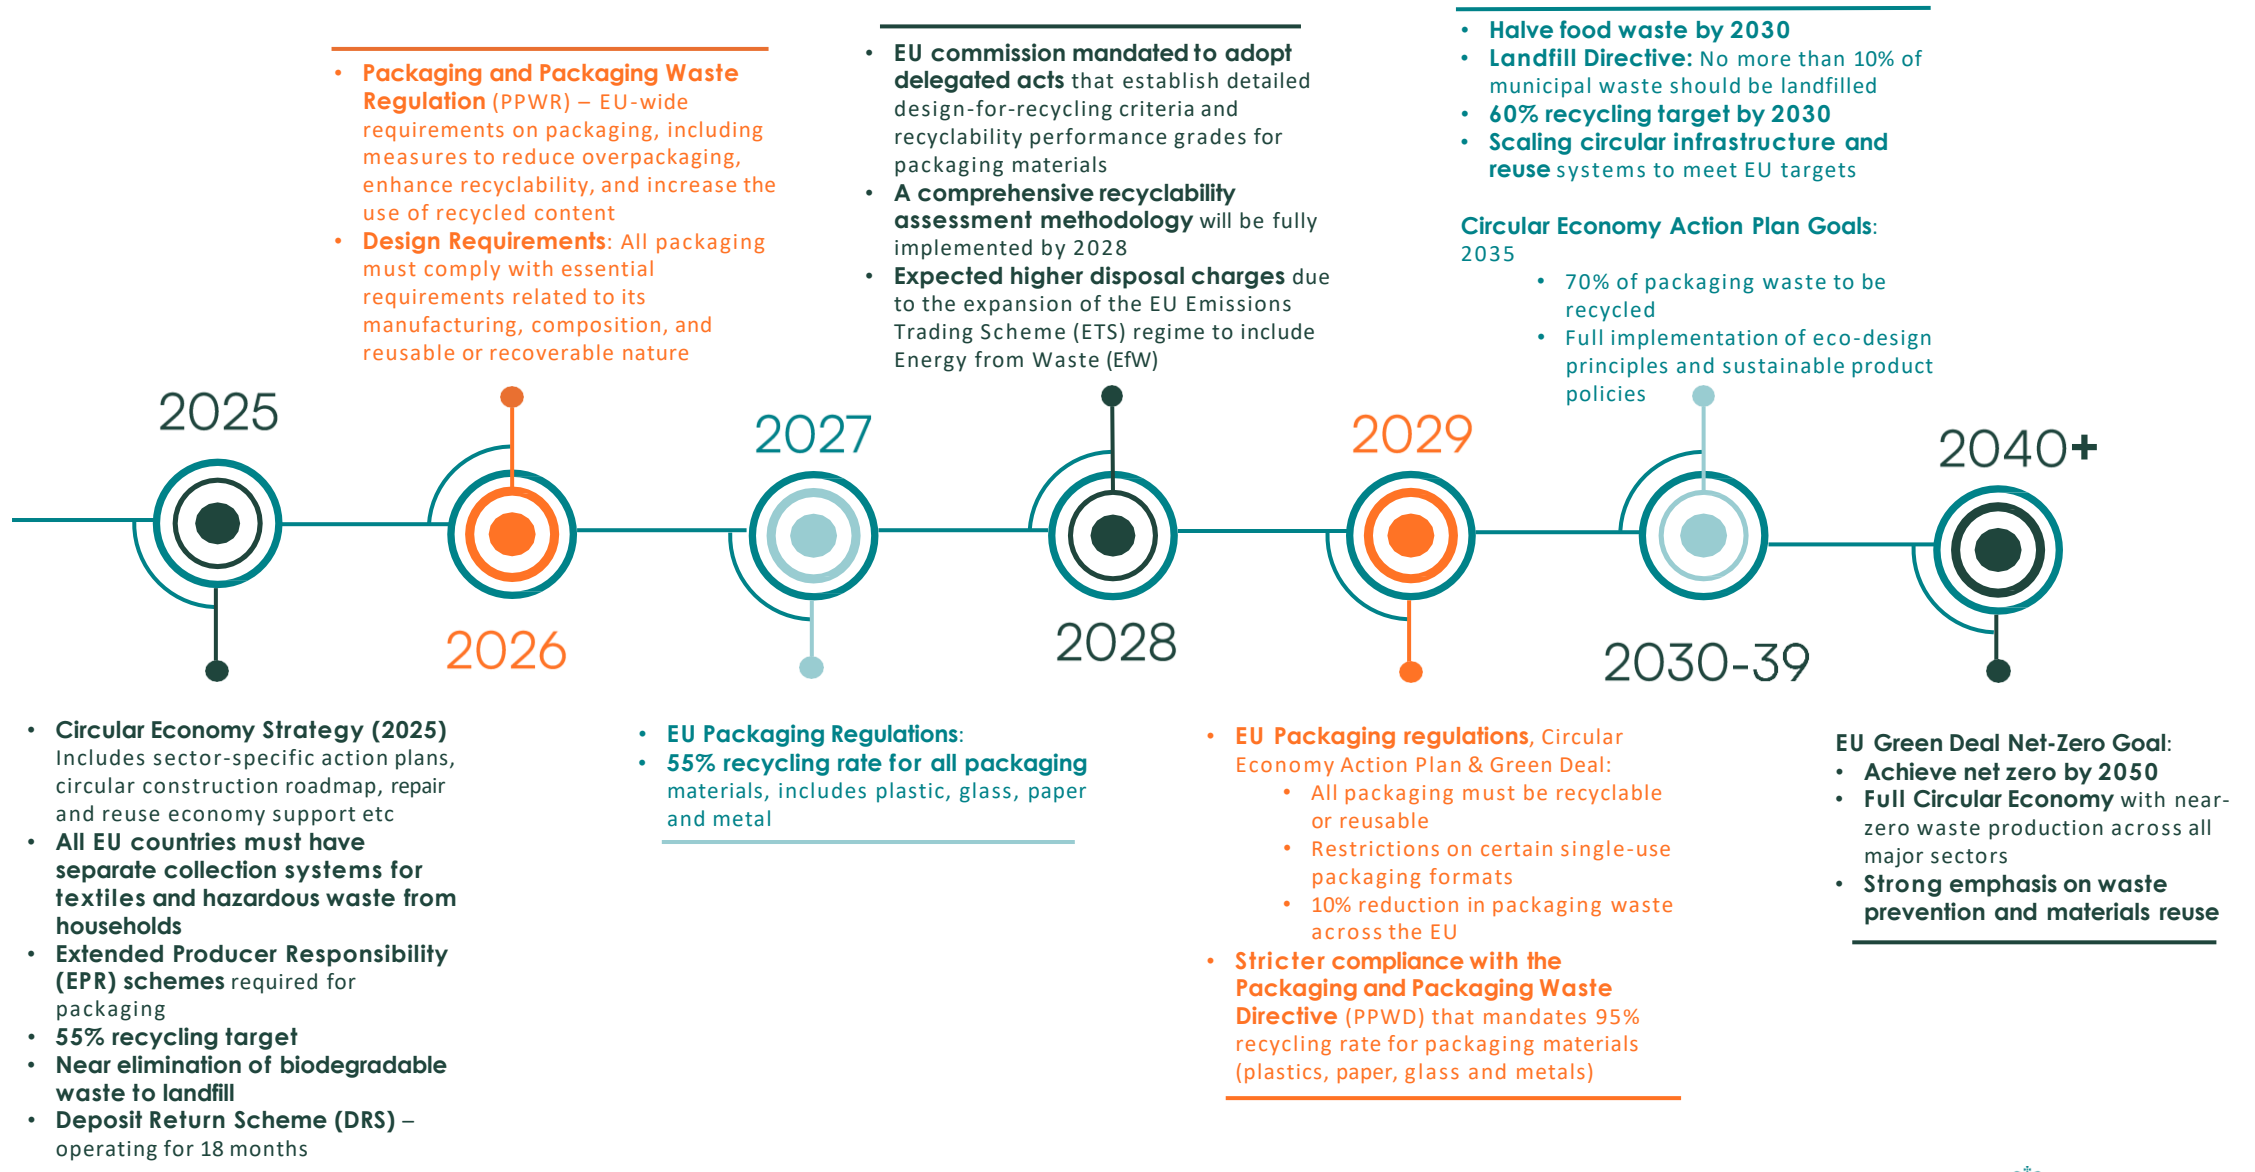 2025
• Circular Economy Strategy (2025)
Includes sector-specific action plans,
circular construction roadmap, repair
and reuse economy support etc
• All EU countries must have
separate collection systems for
textiles and hazardous waste from
households
• Extended Producer Responsibility
(EPR) schemes required for
packaging
• 55% recycling target
• Near elimination of biodegradable
waste to landfill
• Deposit Return Scheme (DRS) –
operating for 18 months
• Packaging and Packaging Waste
Regulation (PPWR) – EU-wide
requirements on packaging, including
measures to reduce overpackaging,
enhance recyclability, and increase the
use of recycled content
• Design Requirements: All packaging
must comply with essential
requirements related to its
manufacturing, composition, and
reusable or recoverable nature
2026
2027
• EU Packaging Regulations:
• 55% recycling rate for all packaging
materials, includes plastic, glass, paper
and metal
• EU commission mandated to adopt
delegated acts that establish detailed
design-for-recycling criteria and
recyclability performance grades for
packaging materials
• A comprehensive recyclability
assessment methodology will be fully
implemented by 2028
• Expected higher disposal charges due
to the expansion of the EU Emissions
Trading Scheme (ETS) regime to include
Energy from Waste (EfW)
2028
2029
• EU Packaging regulations, Circular
Economy Action Plan & Green Deal:
• All packaging must be recyclable
or reusable
• Restrictions on certain single-use
packaging formats
• 10% reduction in packaging waste
across the EU
• Stricter compliance with the
Packaging and Packaging Waste
Directive (PPWD) that mandates 95%
recycling rate for packaging materials
(plastics, paper, glass and metals)
• Halve food waste by 2030
• Landfill Directive: No more than 10% of
municipal waste should be landfilled
• 60% recycling target by 2030
• Scaling circular infrastructure and
reuse systems to meet EU targets
Circular Economy Action Plan Goals:
2035
• 70% of packaging waste to be
recycled
• Full implementation of eco-design
principles and sustainable product
policies
2030-39
2040+
EU Green Deal Net-Zero Goal:
• Achieve net zero by 2050
• Full Circular Economy with near-
zero waste production across all
major sectors
• Strong emphasis on waste
prevention and materials reuse